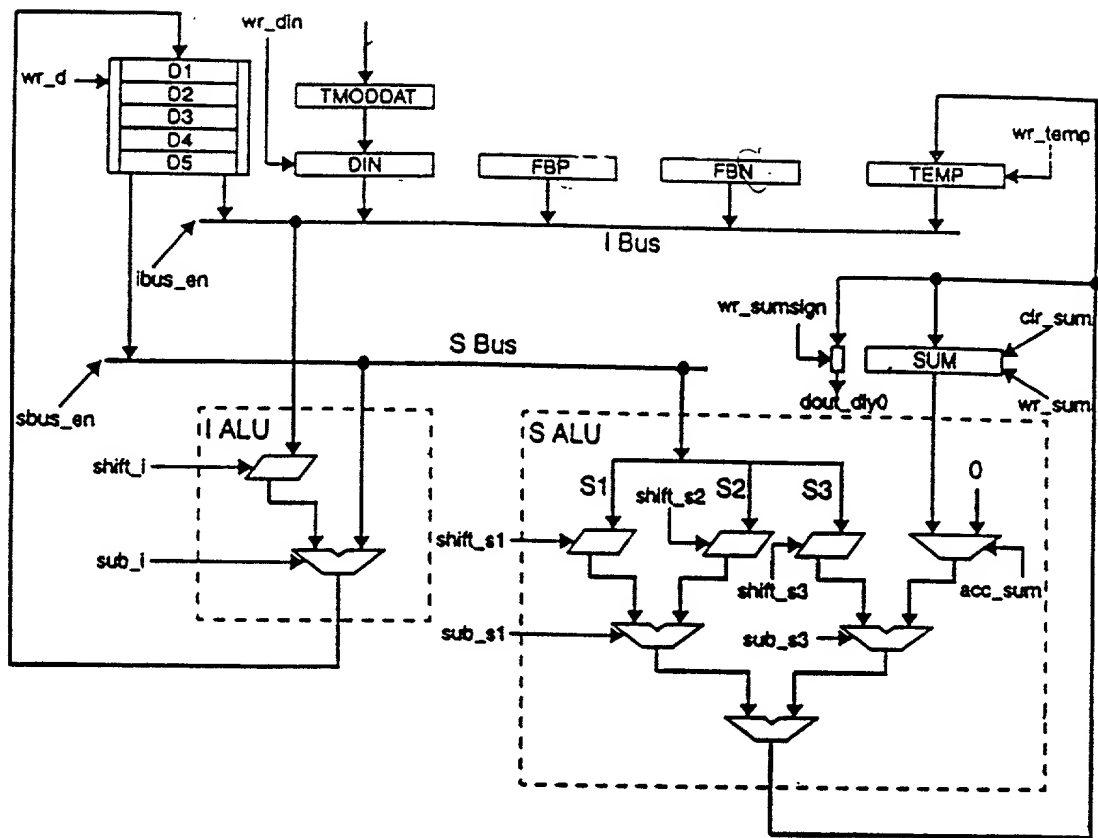 wr_din
wr_d
D1
D2
D3
D4
D5
TMODDAT
DIN
FBP
FBN
wr_temp
TEMP
I Bus
ibus_en
wr_sumsign
clr_sum
S Bus
SUM
sbus_en
dout_dly0
wr_sum
I ALU
S ALU
shift_i
S1
shift_s2
S2
S3
0
shift_s1
sub_i
shift_s3
acc_sum
sub_s1
sub_s3